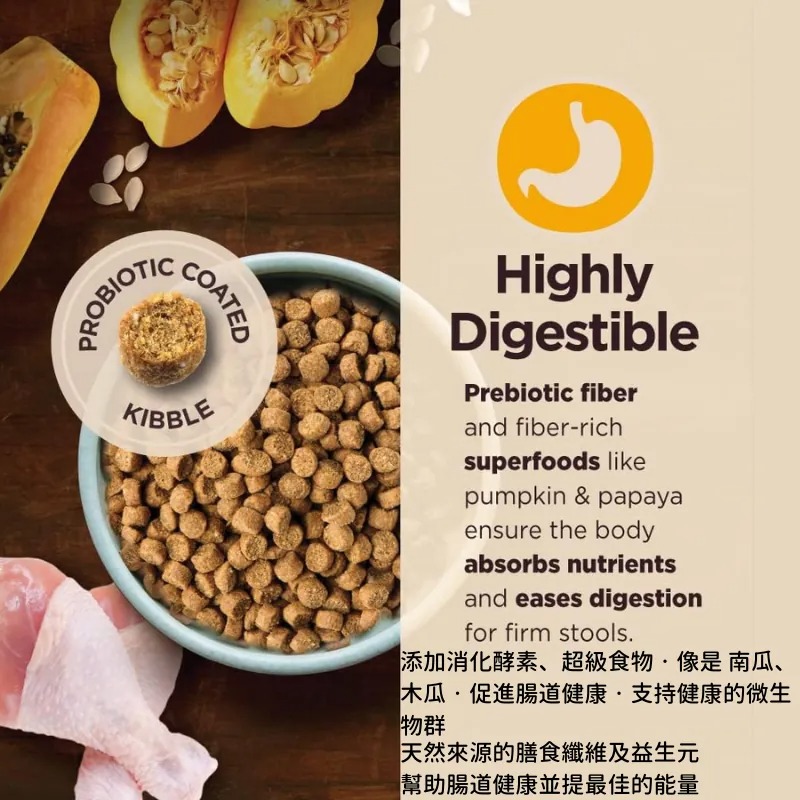 PROBIOTIC COATED
KIBBLE
Highly
Digestible
Prebiotic fiber
and fiber-rich
superfoods like
pumpkin & papaya
ensure the body
absorbs nutrients
and eases digestion
for firm stools.
添加消化酵素、超級食物,像是 南瓜、
木瓜,促進腸道健康,支持健康的微生
物群
天然來源的膳食纖維及益生元
幫助腸道健康並提最佳的能量